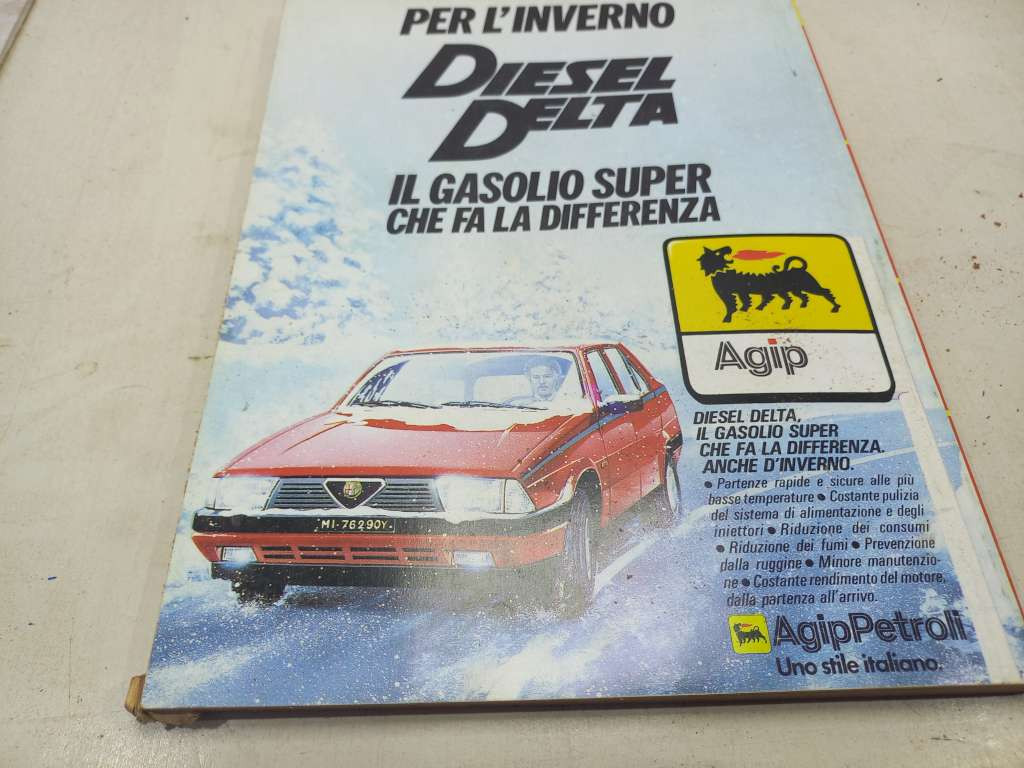 PER L'INVERNO
DIESEL
DELTA
IL GASOLIO SUPER
CHE FA LA DIFFERENZA
Agip
DIESEL DELTA,
IL GASOLIO SUPER
CHE FA LA DIFFERENZA.
ANCHE D'INVERNO.
• Partenze rapide e sicure alle più
basse temperature • Costante pulizia
del sistema di alimentazione e degli
iniettori • Riduzione dei consumi
• Riduzione dei fumi • Prevenzione
dalla ruggine • Minore manutenzio-
ne • Costante rendimento del motore,
dalla partenza all'arrivo.
MI-76290Y
AgipPetroli
Uno stile italiano.